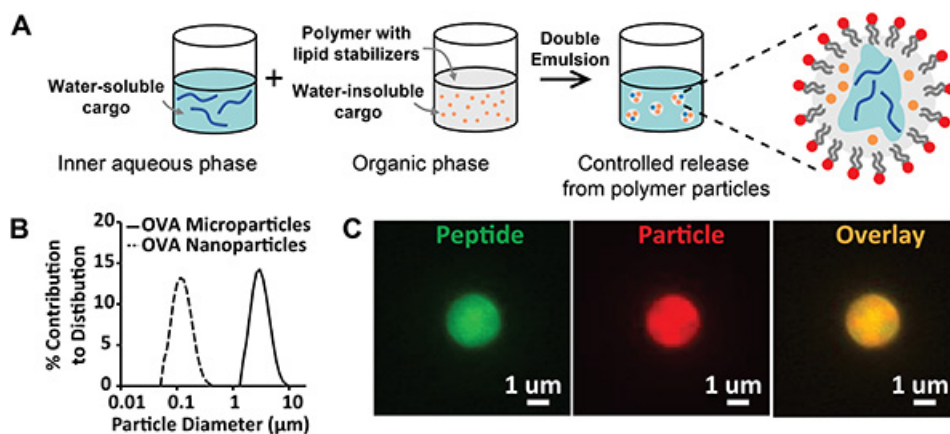 A
Water-soluble
cargo
Inner aqueous phase
+
Polymer with
lipid stabilizers
Water-insoluble
cargo
Organic phase
Double
Emulsion
Controlled release
from polymer particles
B
% Contribution
to Distibution
20
15
10
5
0
OVA Microparticles
OVA Nanoparticles
0.01 0.1 1 10
Particle Diameter (µm)
C
Peptide
1 um
Particle
1 um
Overlay
1 um